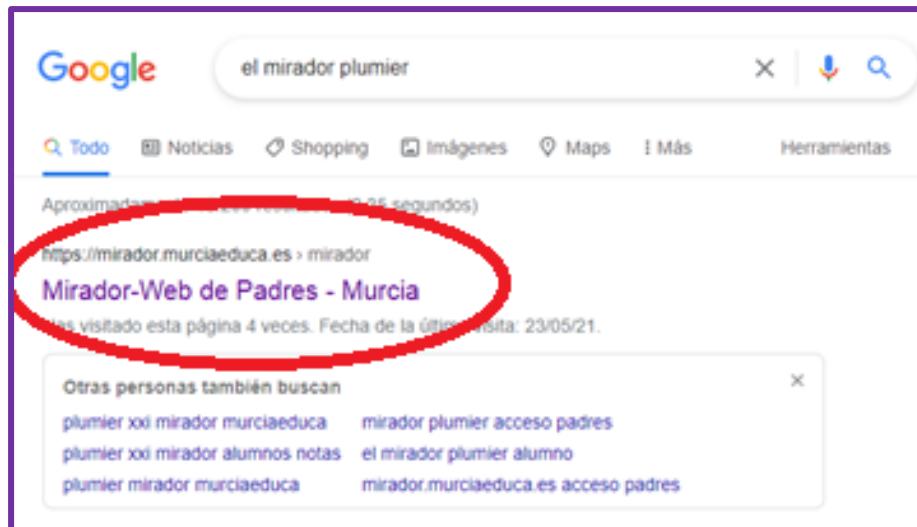 Google
el mirador plumier
Todo Noticias Shopping Imágenes Maps Más Herramientas
segundos)
https://mirador.murciaeduca.es › mirador
Mirador-Web de Padres - Murcia
Has visitado esta página 4 veces. Fecha de la última visita: 23/05/21.
Otras personas también buscan
plumier xxi mirador murciaeduca mirador plumier acceso padres
plumier xxi mirador alumnos notas el mirador plumier alumno
plumier mirador murciaeduca mirador.murciaeduca.es acceso padres